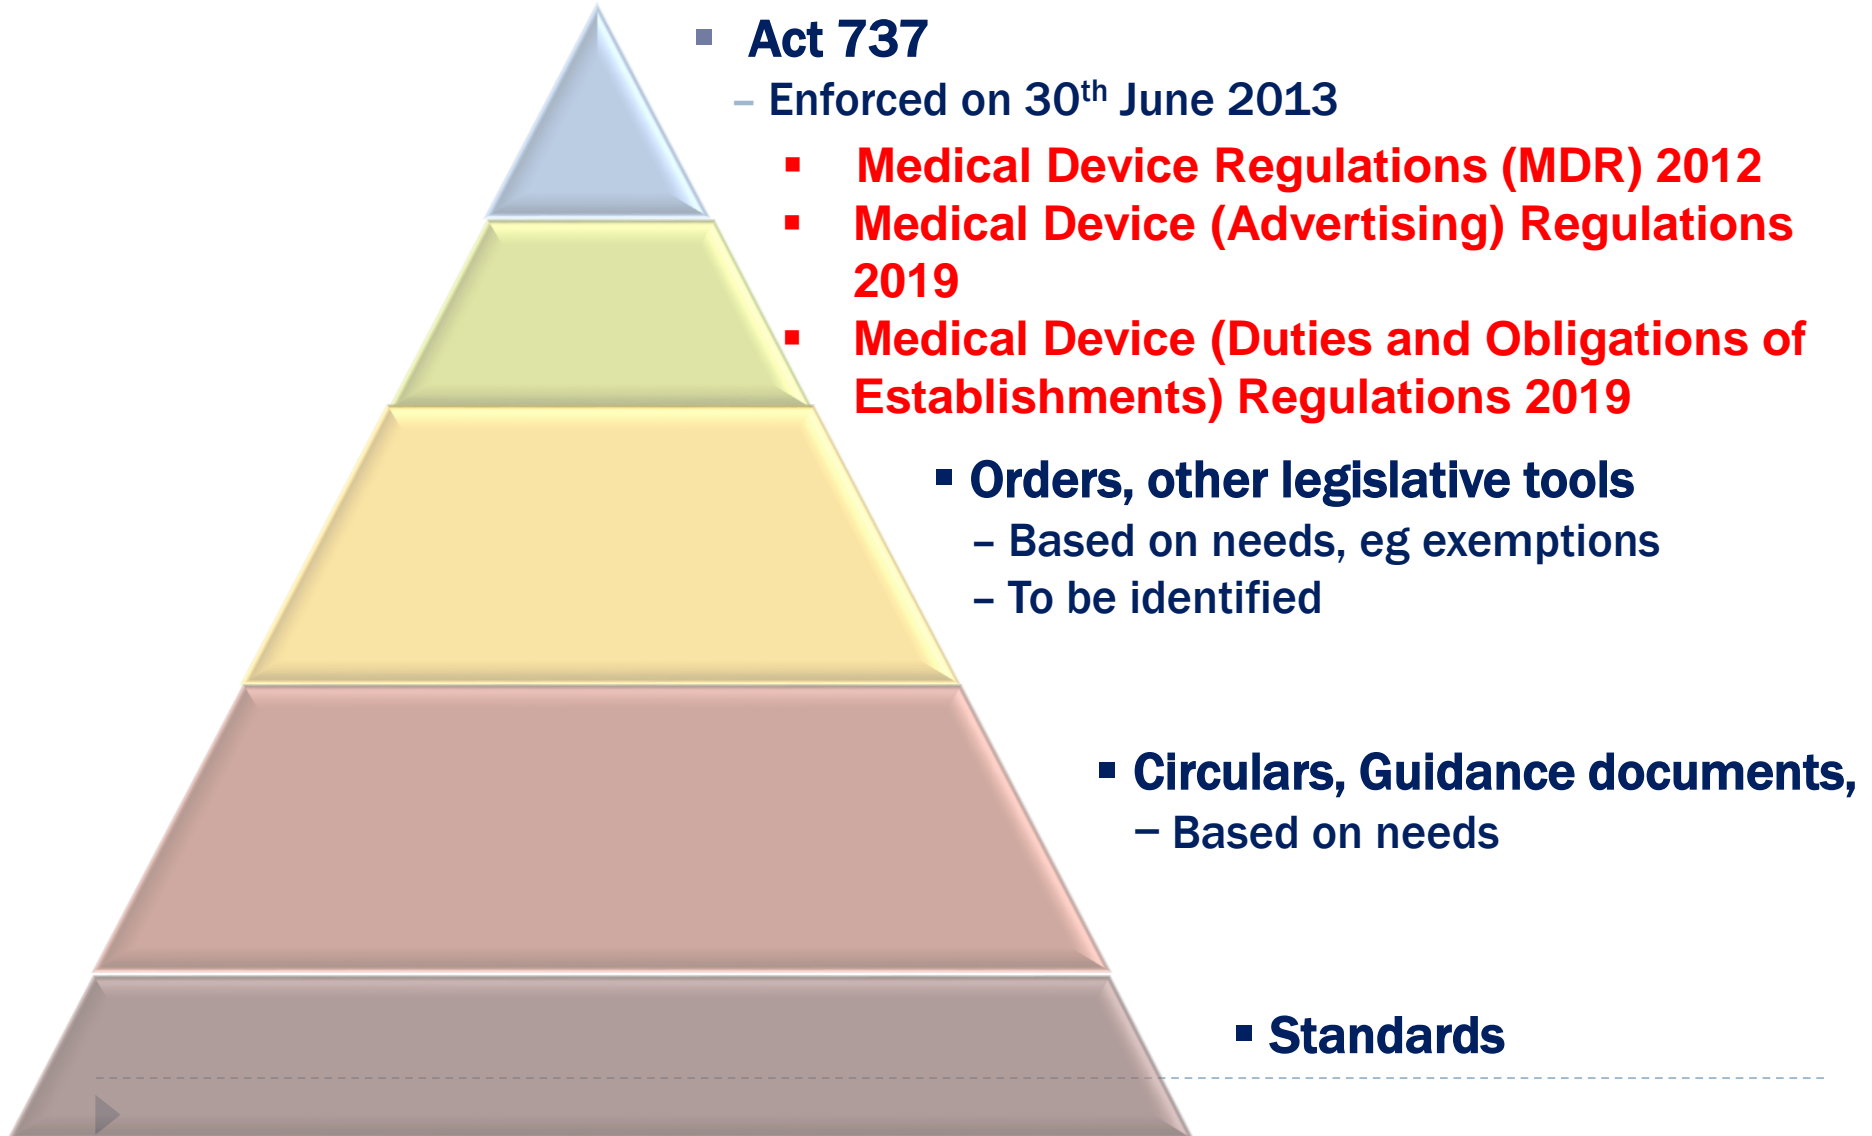 ▪ Act 737
– Enforced on 30th June 2013
▪ Medical Device Regulations (MDR) 2012
▪ Medical Device (Advertising) Regulations
2019
▪ Medical Device (Duties and Obligations of
Establishments) Regulations 2019
▪ Orders, other legislative tools
– Based on needs, eg exemptions
– To be identified
▪ Circulars, Guidance documents,
– Based on needs
▪ Standards